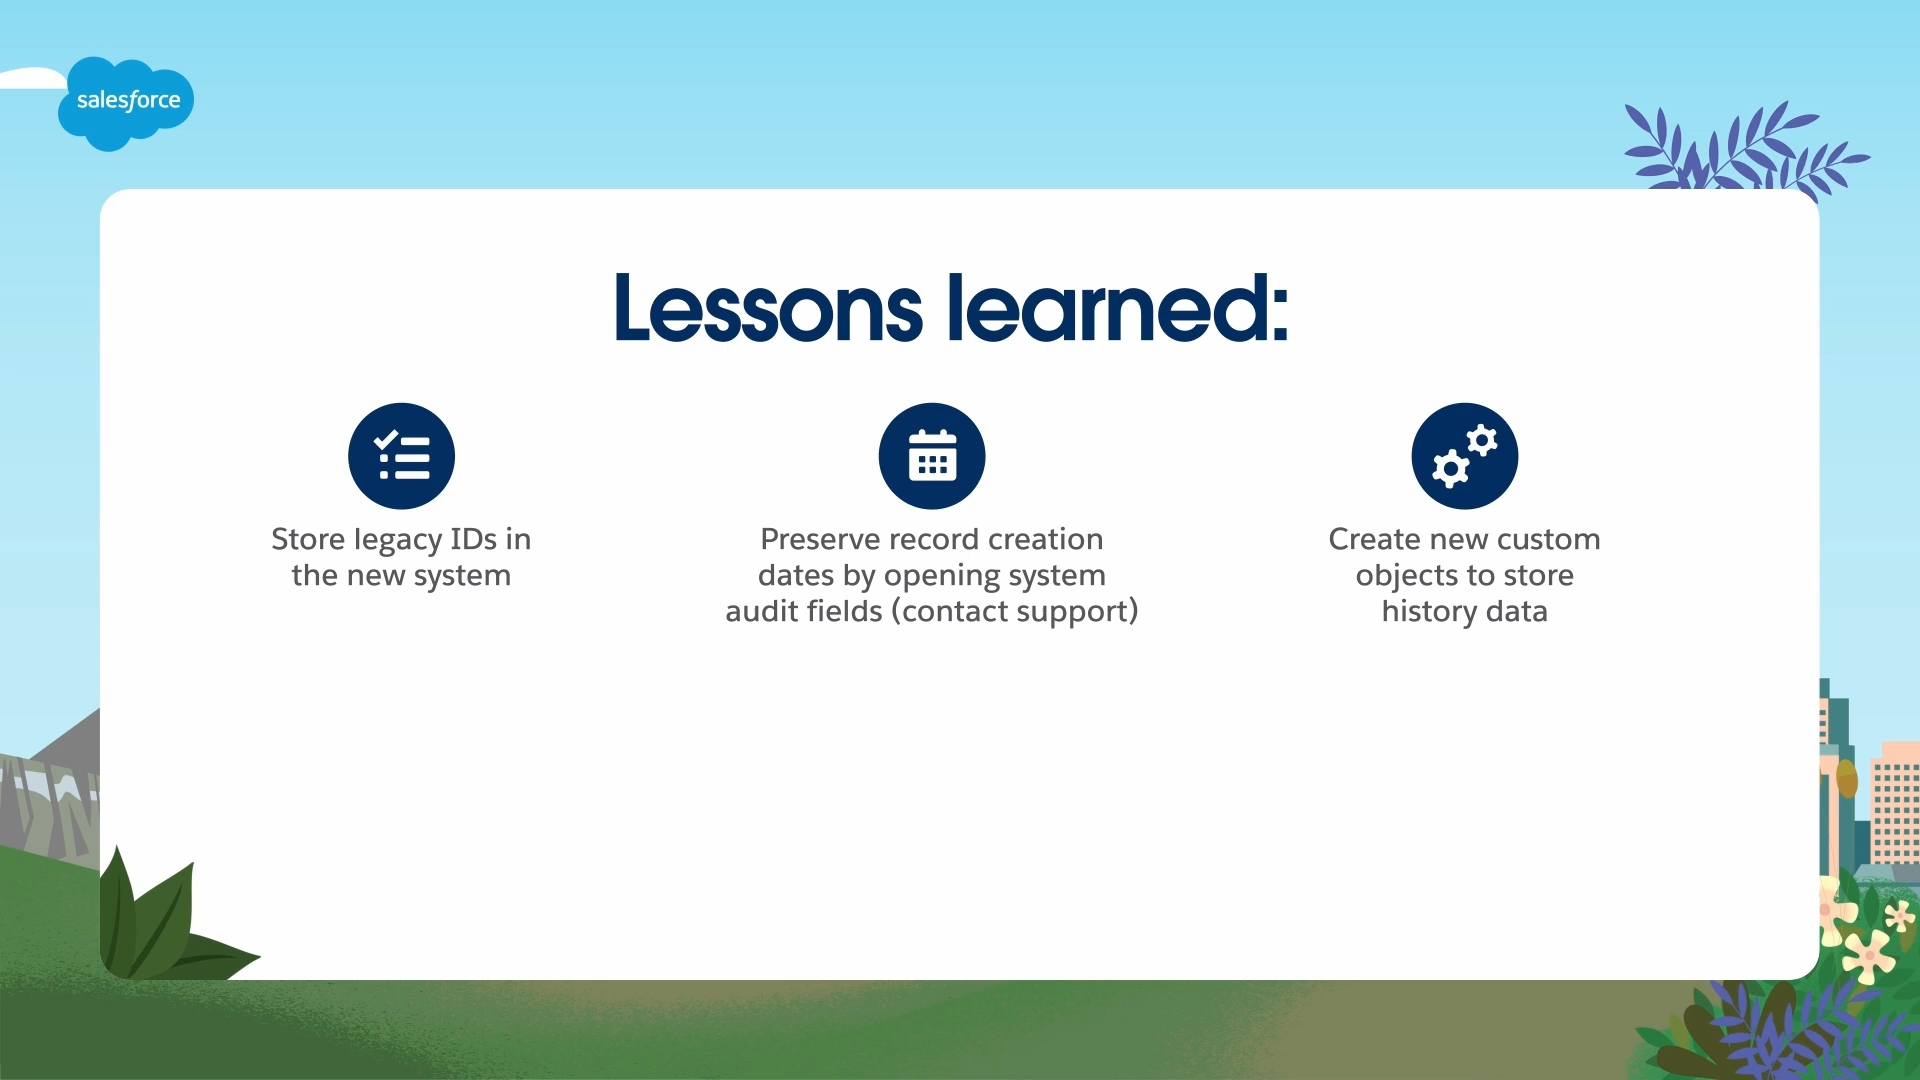 salesforce
Lessons learned:
Store legacy IDs in
the new system
Preserve record creation
dates by opening system
audit fields (contact support)
Create new custom
objects to store
history data